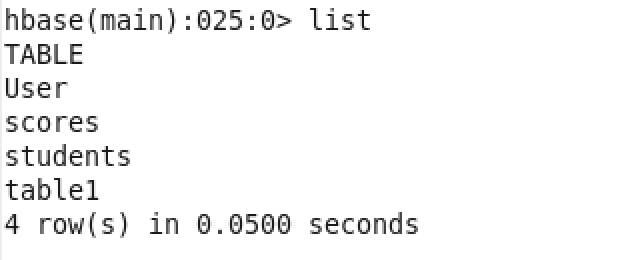 hbase(main):025:0> list
TABLE
User
scores
students
table1
4 row(s) in 0.0500 seconds